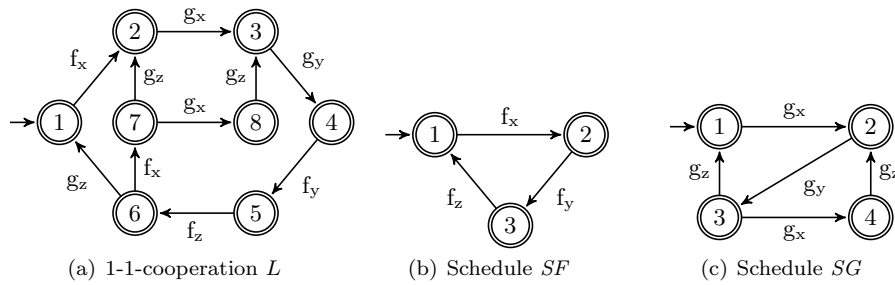 2 g_x 3
f_x g_z g_z g_y
1 7 g_x 8 4
g_z f_x f_y
6 f_z 5
(a) 1-1-cooperation L
1 f_x 2
f_z f_y
3
(b) Schedule SF
1 g_x 2
g_z g_y g_z
3 g_x 4
(c) Schedule SG